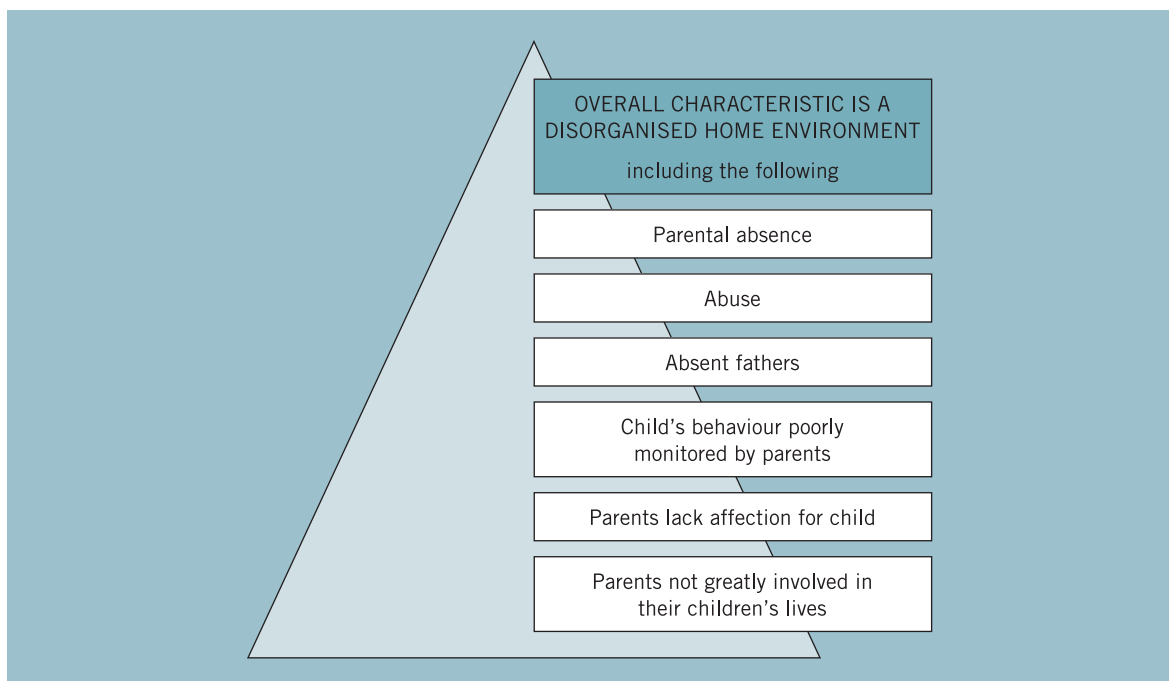 OVERALL CHARACTERISTIC IS A
DISORGANISED HOME ENVIRONMENT
including the following
Parental absence
Abuse
Absent fathers
Child’s behaviour poorly
monitored by parents
Parents lack affection for child
Parents not greatly involved in
their children’s lives